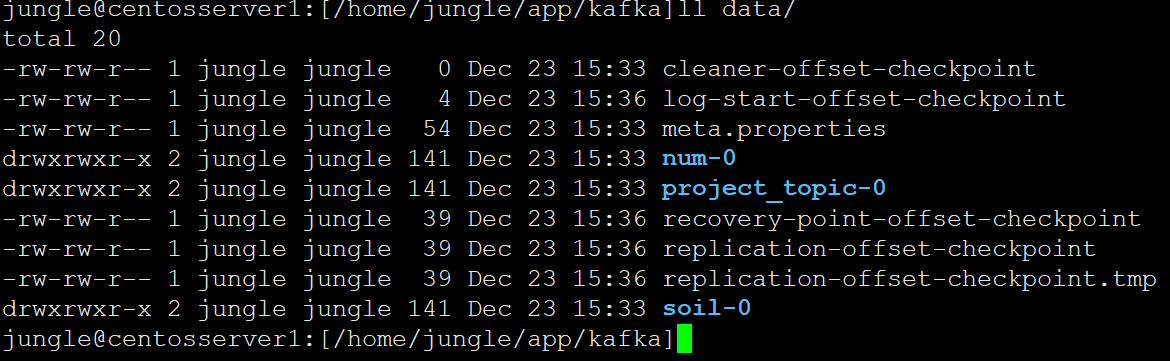 jungle@centosserver1:[/home/jungle/app/kafka]ll data/
total 20
-rw-rw-r-- 1 jungle jungle   0 Dec 23 15:33 cleaner-offset-checkpoint
-rw-rw-r-- 1 jungle jungle   4 Dec 23 15:36 log-start-offset-checkpoint
-rw-rw-r-- 1 jungle jungle  54 Dec 23 15:33 meta.properties
drwxrwxr-x 2 jungle jungle 141 Dec 23 15:33 num-0
drwxrwxr-x 2 jungle jungle 141 Dec 23 15:33 project_topic-0
-rw-rw-r-- 1 jungle jungle  39 Dec 23 15:36 recovery-point-offset-checkpoint
-rw-rw-r-- 1 jungle jungle  39 Dec 23 15:36 replication-offset-checkpoint
-rw-rw-r-- 1 jungle jungle  39 Dec 23 15:36 replication-offset-checkpoint.tmp
drwxrwxr-x 2 jungle jungle 141 Dec 23 15:33 soil-0
jungle@centosserver1:[/home/jungle/app/kafka]